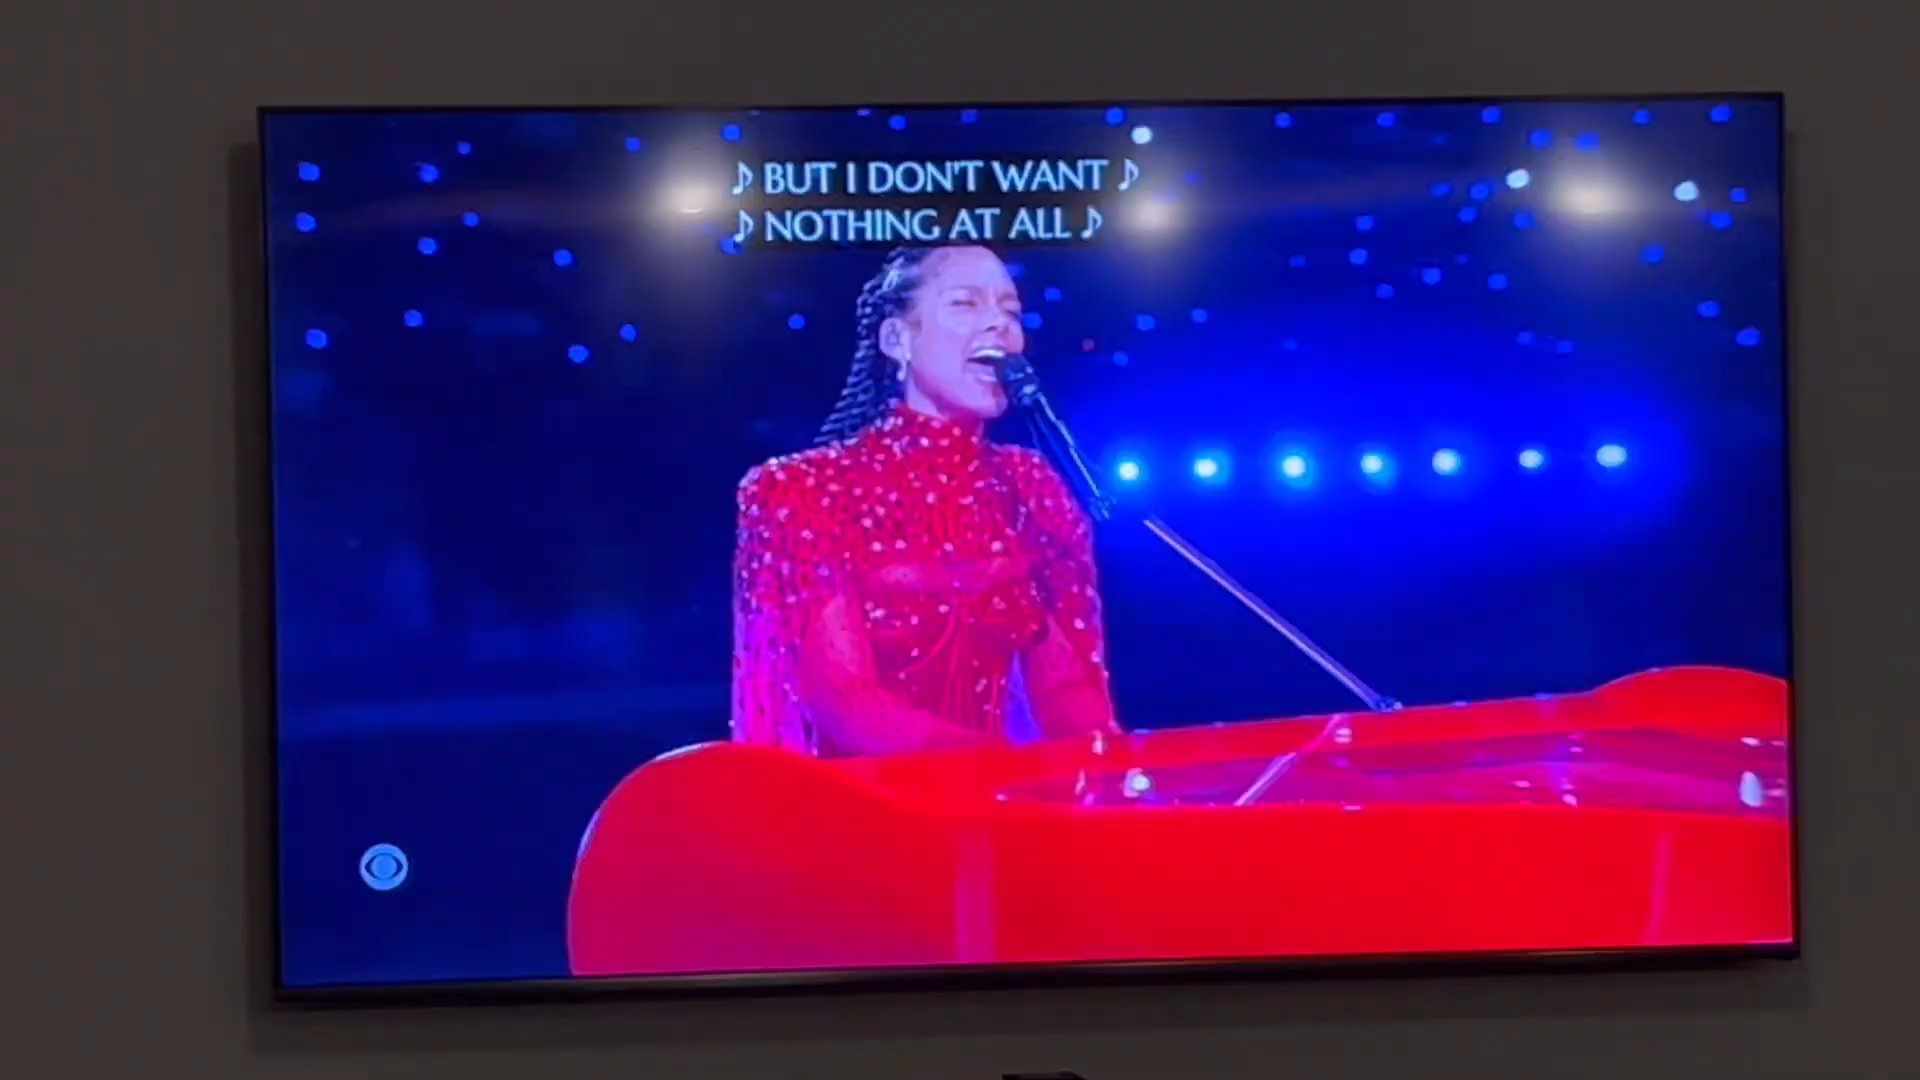 ♪ BUT I DON'T WANT ♪
♪ NOTHING AT ALL ♪